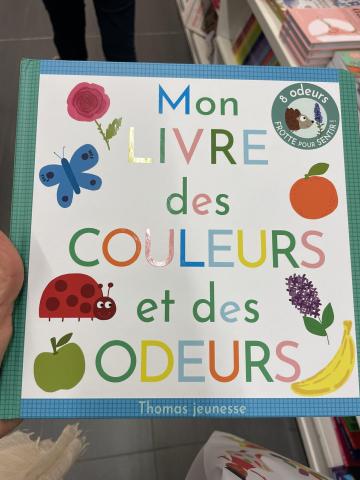 Mon
LIVRE
des
COULEURS
et des
ODEURS
8 odeurs
FROTTE POUR SENTIR !
Thomas jeunesse